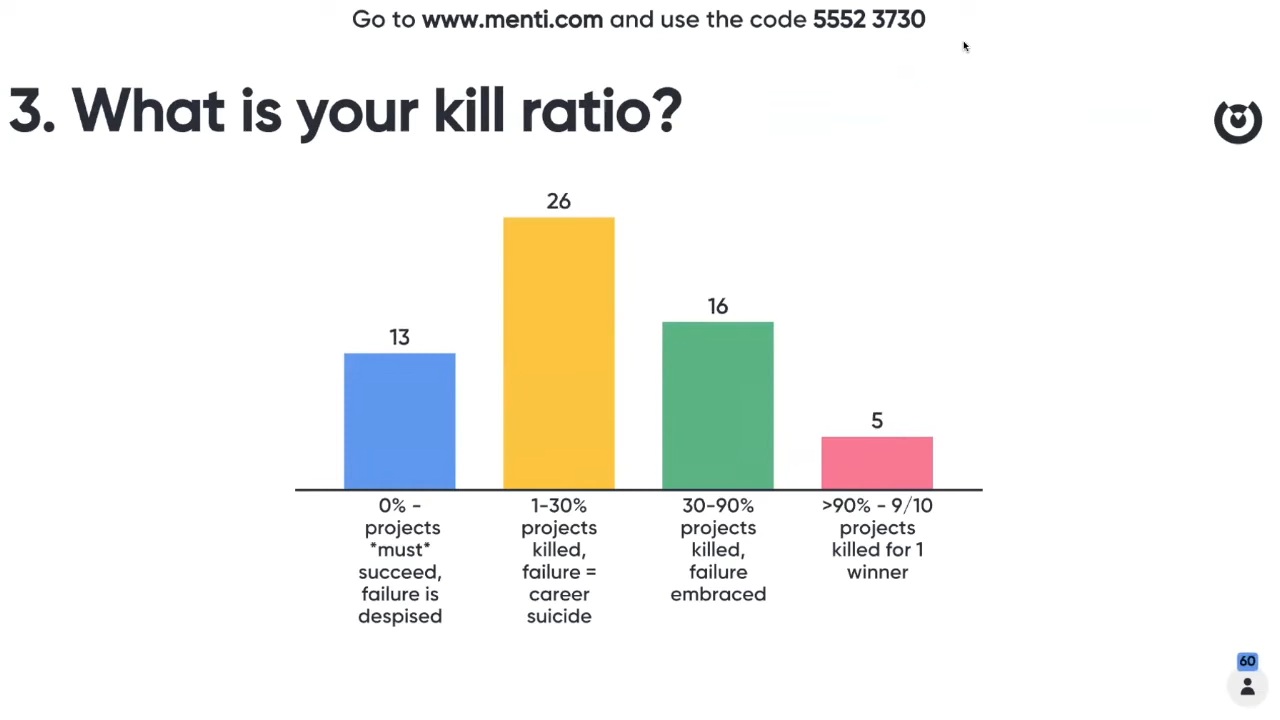 Go to www.menti.com and use the code 5552 3730
3. What is your kill ratio?
13
26
16
5
0% -
projects
*must*
succeed,
failure is
despised
1-30%
projects
killed,
failure =
career
suicide
30-90%
projects
killed,
failure
embraced
>90% - 9/10
projects
killed for 1
winner
60